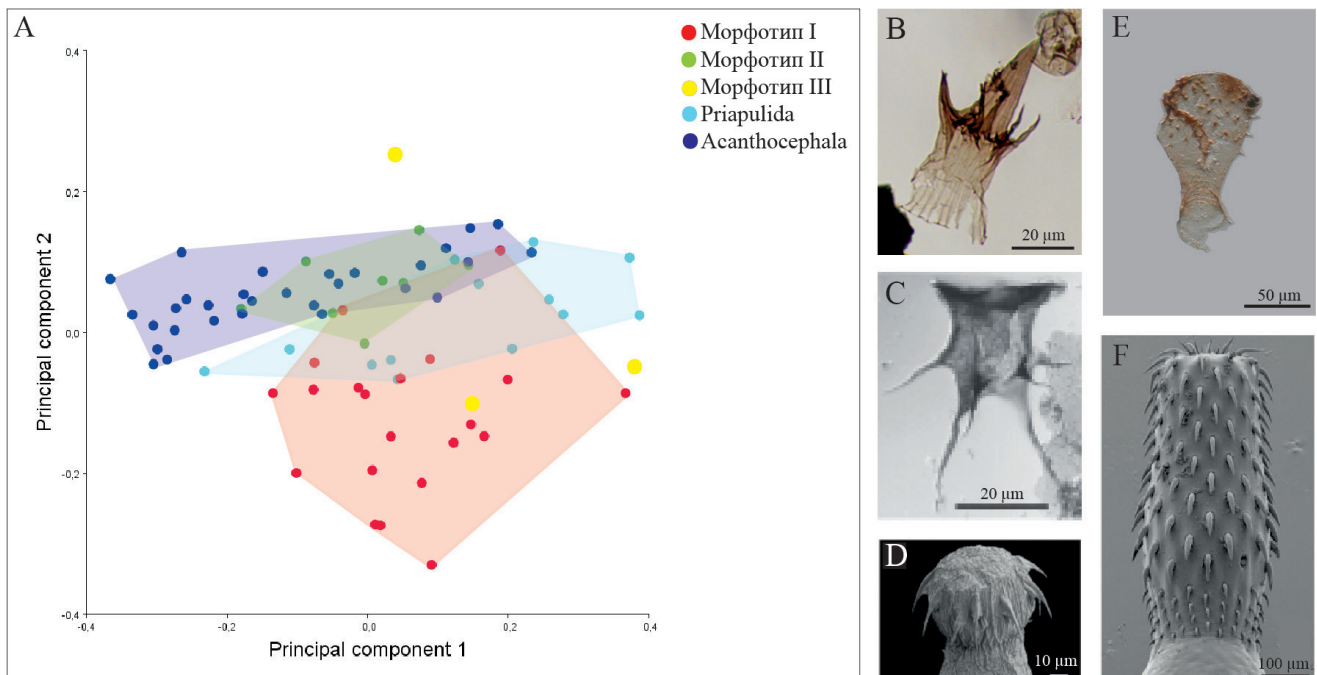 A
0,4
0,2
0,0
-0,2
-0,4
-0,4
-0,2
0,0
0,2
0,4
Principal component 2
Principal component 1
Морфотип I
Морфотип II
Морфотип III
Priapulida
Acanthocephala
B
20 μm
C
20 μm
D
10 μm
E
50 μm
F
100 μm